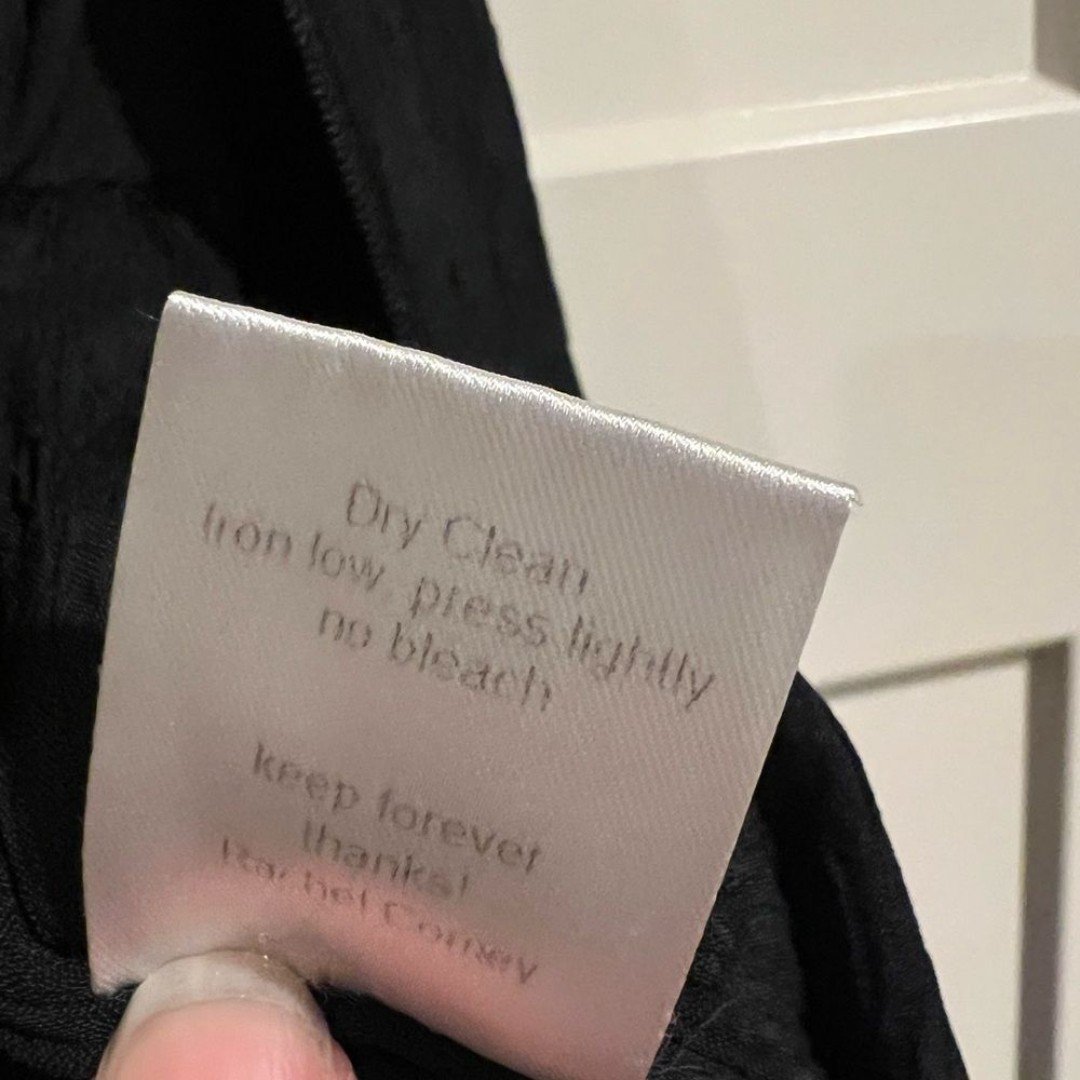 Dry Clean
Iron low press lightly
no bleach
keep forever
thanks!
Rachel Comey